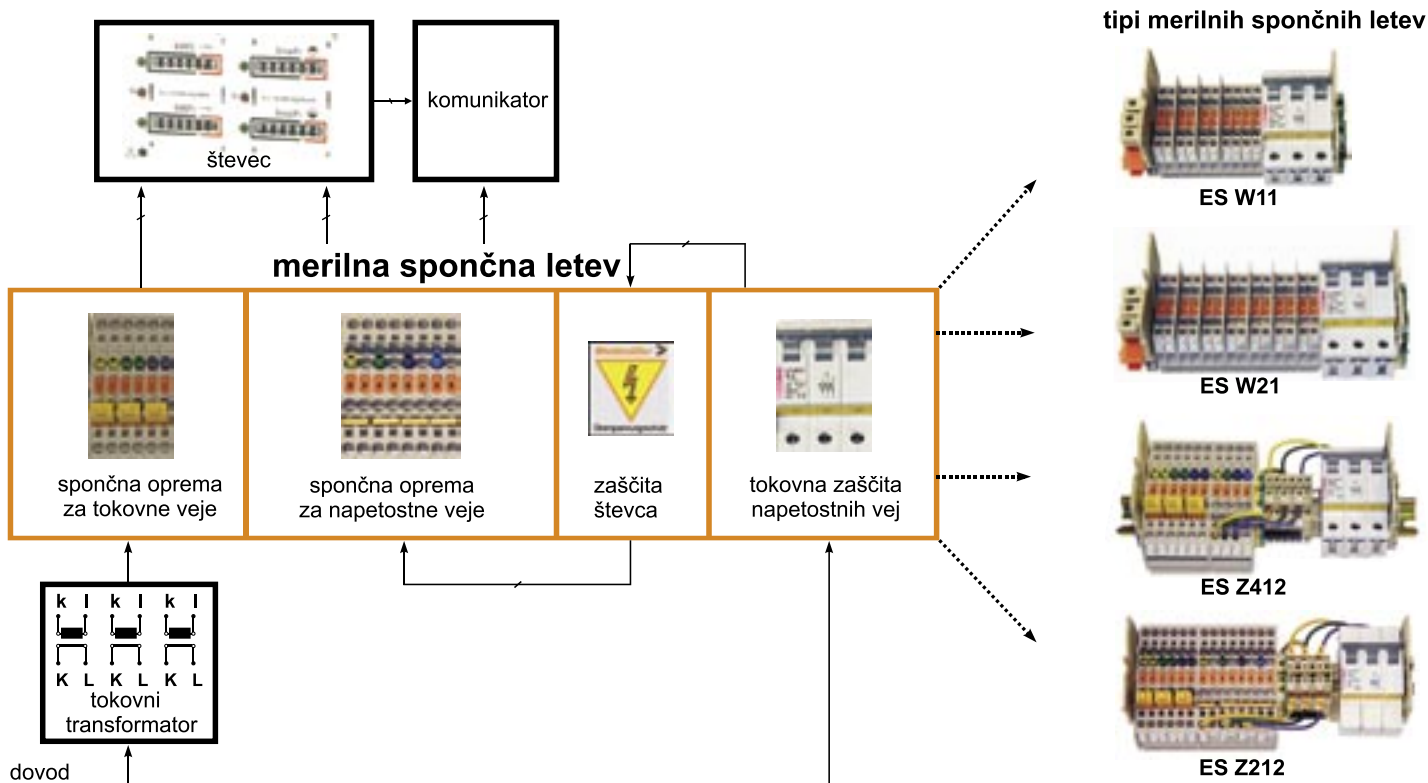 tipi merilnih spončnih letev
števec
komunikator
ES W11
merilna spončna letev
ES W21
spončna oprema
za tokovne veje
spončna oprema
za napetostne veje
zaščita
števca
tokovna zaščita
napetostnih vej
ES Z412
k l k l k l
K L K L K L
tokovni
transformator
dovod
ES Z212